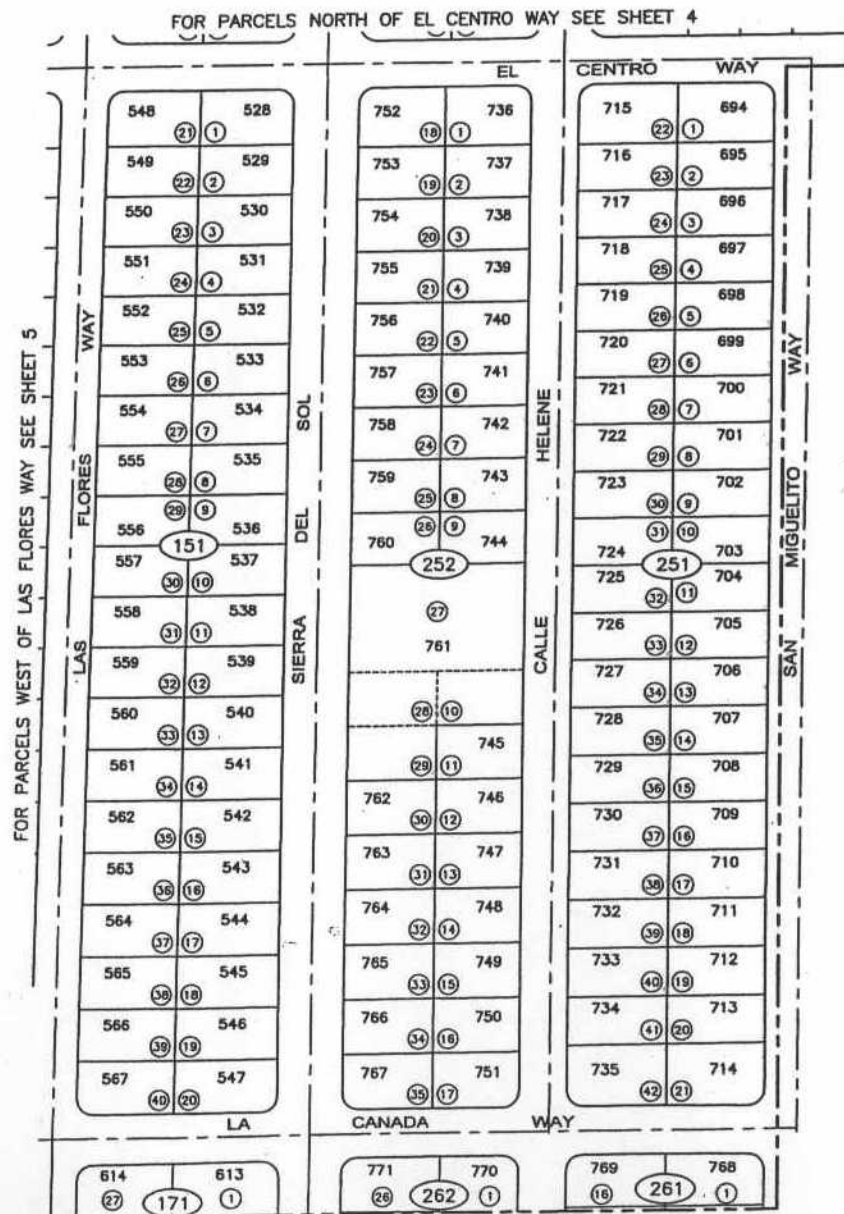 FOR PARCELS NORTH OF EL CENTRO WAY SEE SHEET 4
EL CENTRO WAY
548 528 752 736 715 694
21 1 18 1 22 1
549 529 753 737 716 695
22 2 19 2 23 2
550 530 754 738 717 696
23 3 20 3 24 3
551 531 755 739 718 697
24 4 21 4 25 4
552 532 756 740 719 698
25 5 22 5 26 5
553 533 757 741 720 699
26 6 23 6 27 6
554 534 758 742 721 700
27 7 24 7 28 7
555 535 759 743 722 701
28 8 25 8 29 8
29 9 26 9 723 702
556 536 760 744 30 9
151 252 31 10
557 537 724 703
30 10 251
27 725 704
761 32 11
558 538 726 705
31 11 33 12
559 539 727 706
32 12 34 13
560 540 28 10 728 707
33 13 35 14
561 541 745 729 708
34 14 29 11 36 15
562 542 762 746 730 709
35 15 30 12 37 16
563 543 763 747 731 710
36 16 31 13 38 17
564 544 764 748 732 711
37 17 32 14 39 18
565 545 765 749 733 712
38 18 33 15 40 19
566 546 766 750 734 713
39 19 34 16 41 20
567 547 767 751 735 714
40 20 35 17 42 21
LA CANADA WAY
614 613 771 770 769 768
27 171 1 26 262 1 16 261 1
FOR PARCELS WEST OF LAS FLORES WAY SEE SHEET 5
LAS FLORES WAY
SIERRA DEL SOL
CALLE HELENE
SAN MIGUELITO WAY